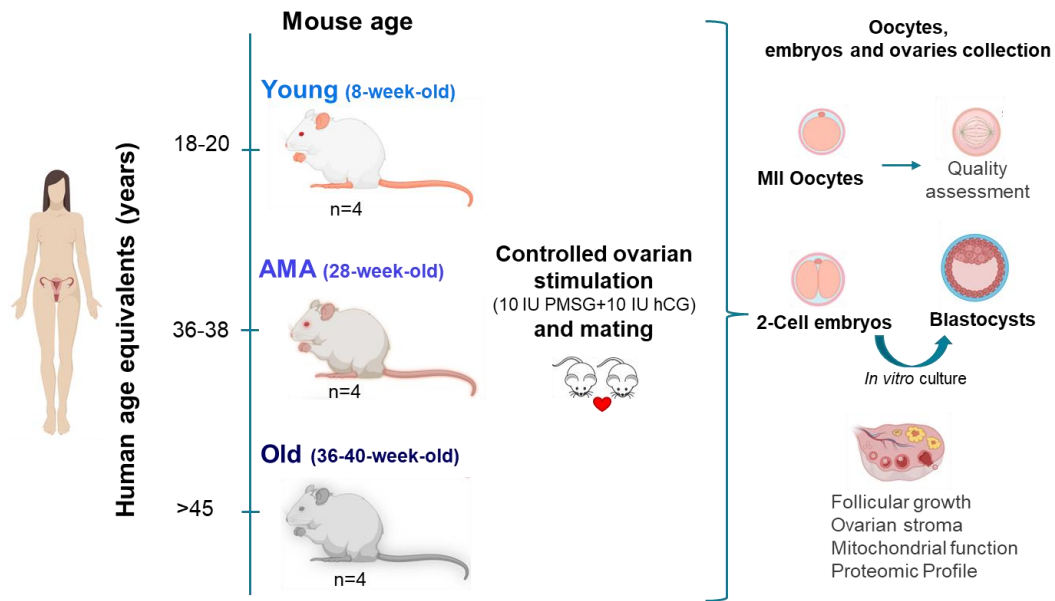 Human age equivalents (years)
Mouse age
Young (8-week-old)
18-20
n=4
AMA (28-week-old)
36-38
n=4
Old (36-40-week-old)
>45
n=4
Controlled ovarian
stimulation
(10 IU PMSG+10 IU hCG)
and mating
Oocytes,
embryos and ovaries collection
MII Oocytes
Quality
assessment
2-Cell embryos
Blastocysts
In vitro culture
Follicular growth
Ovarian stroma
Mitochondrial function
Proteomic Profile